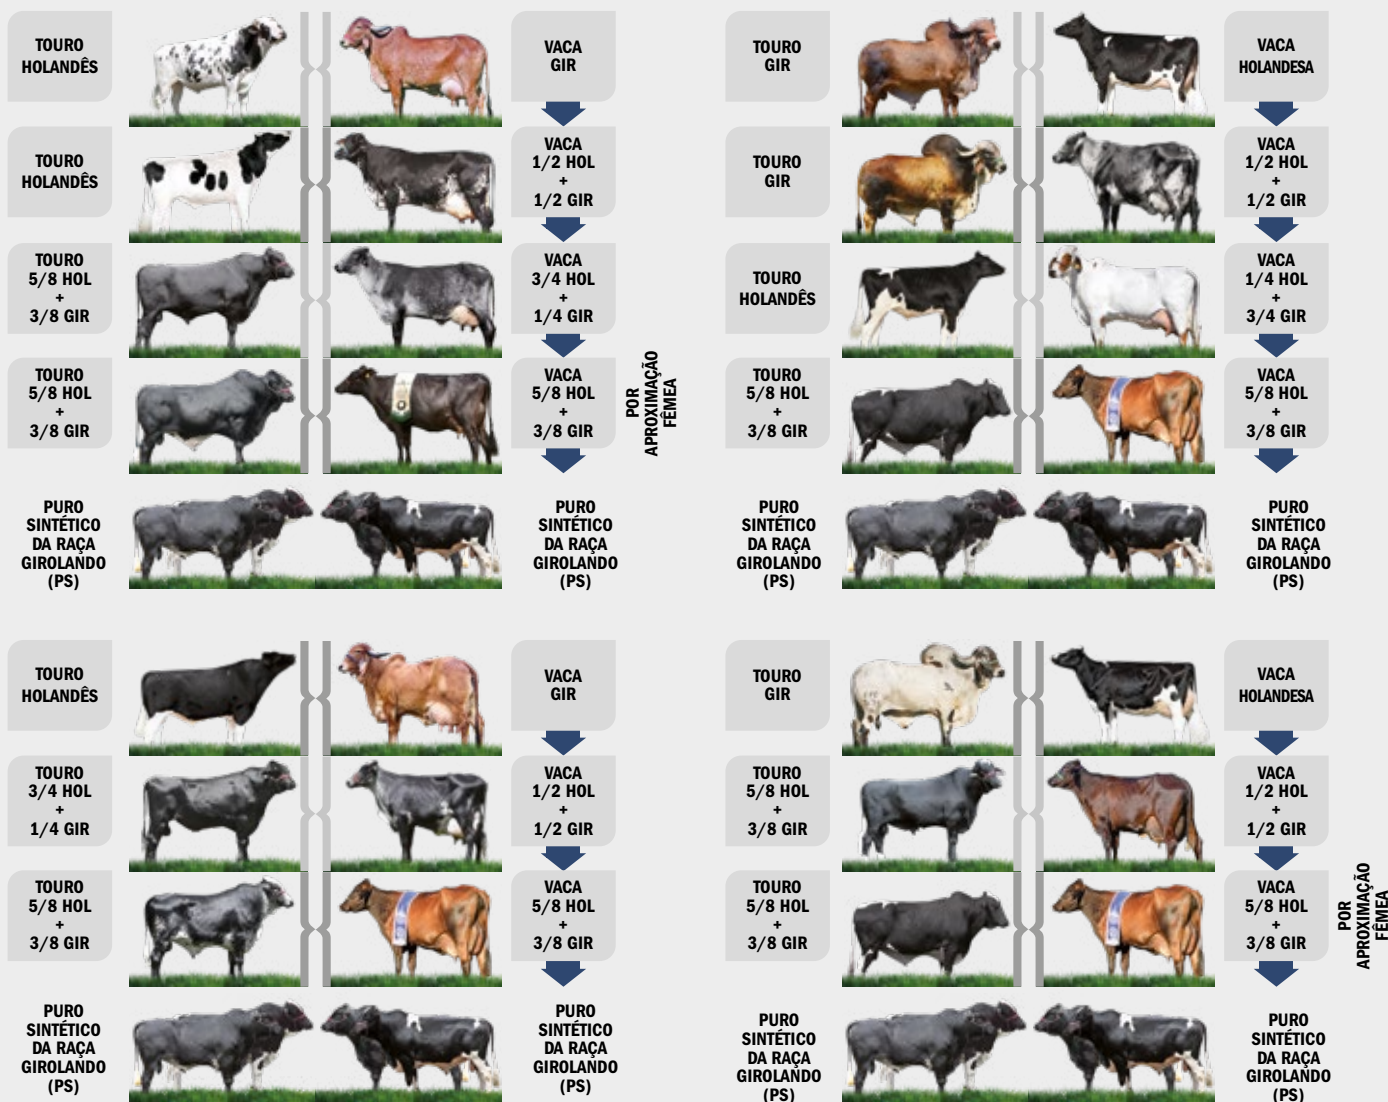 TOURO
HOLANDÊS
VACA
GIR
TOURO
HOLANDÊS
VACA
1/2 HOL
+
1/2 GIR
TOURO
5/8 HOL
+
3/8 GIR
VACA
3/4 HOL
+
1/4 GIR
TOURO
5/8 HOL
+
3/8 GIR
VACA
5/8 HOL
+
3/8 GIR
POR
APROXIMAÇÃO
FÊMEA
PURO
SINTÉTICO
DA RAÇA
GIROLANDO
(PS)
PURO
SINTÉTICO
DA RAÇA
GIROLANDO
(PS)
TOURO
GIR
VACA
HOLANDESA
TOURO
GIR
VACA
1/2 HOL
+
1/2 GIR
TOURO
HOLANDÊS
VACA
1/4 HOL
+
3/4 GIR
TOURO
5/8 HOL
+
3/8 GIR
VACA
5/8 HOL
+
3/8 GIR
PURO
SINTÉTICO
DA RAÇA
GIROLANDO
(PS)
PURO
SINTÉTICO
DA RAÇA
GIROLANDO
(PS)
TOURO
HOLANDÊS
VACA
GIR
TOURO
3/4 HOL
+
1/4 GIR
VACA
1/2 HOL
+
1/2 GIR
TOURO
5/8 HOL
+
3/8 GIR
VACA
5/8 HOL
+
3/8 GIR
PURO
SINTÉTICO
DA RAÇA
GIROLANDO
(PS)
PURO
SINTÉTICO
DA RAÇA
GIROLANDO
(PS)
TOURO
GIR
VACA
HOLANDESA
TOURO
5/8 HOL
+
3/8 GIR
VACA
1/2 HOL
+
1/2 GIR
TOURO
5/8 HOL
+
3/8 GIR
VACA
5/8 HOL
+
3/8 GIR
POR
APROXIMAÇÃO
FÊMEA
PURO
SINTÉTICO
DA RAÇA
GIROLANDO
(PS)
PURO
SINTÉTICO
DA RAÇA
GIROLANDO
(PS)